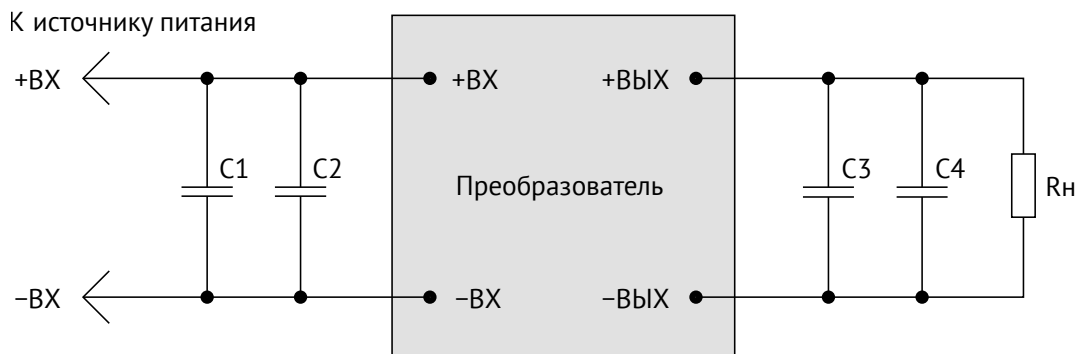 К источнику питания
+ВХ
+ВХ
+ВЫХ
C1
C2
Преобразователь
C3
C4
Rн
−ВХ
−ВХ
−ВЫХ